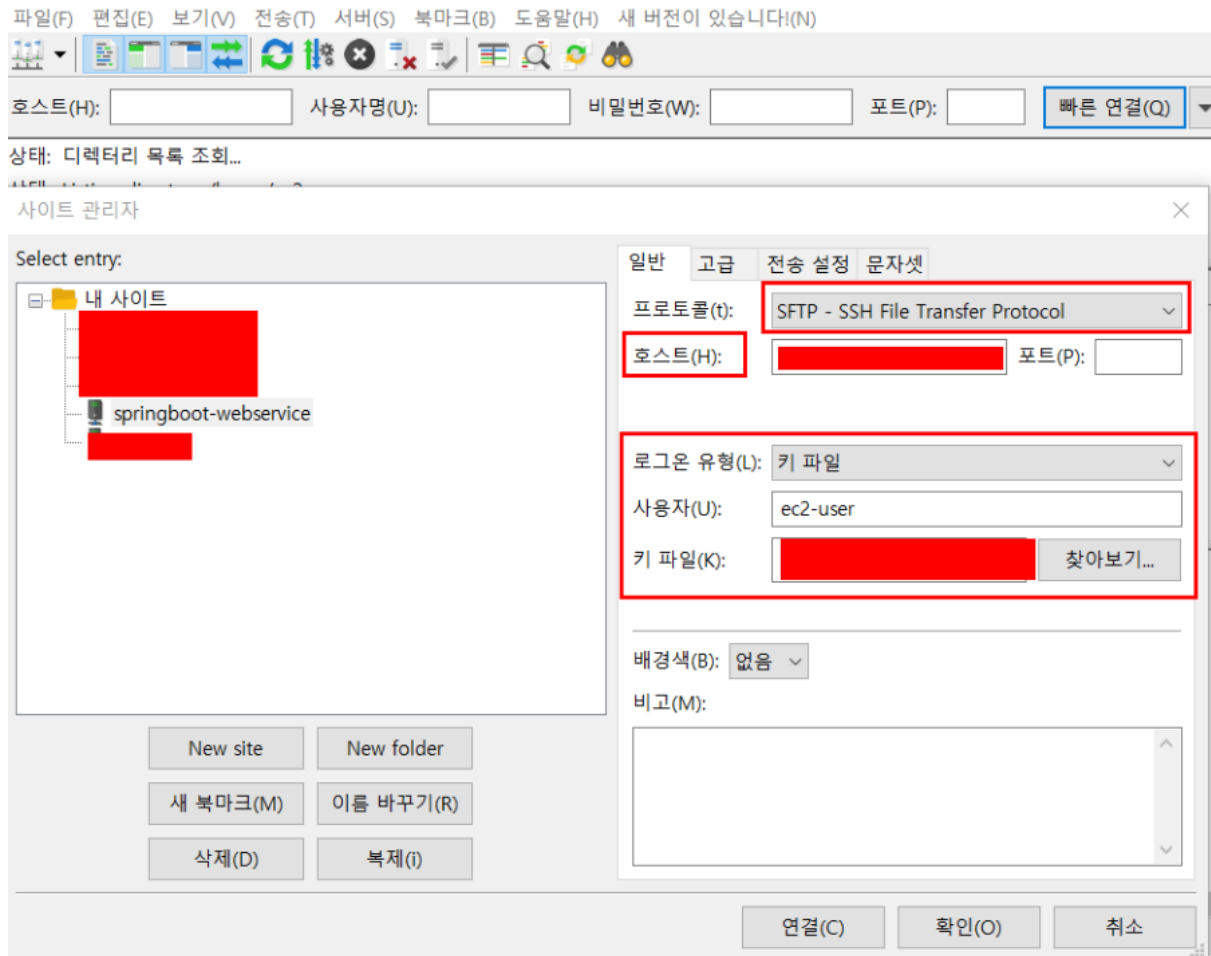 파일(F) 편집(E) 보기(V) 전송(T) 서버(S) 북마크(B) 도움말(H) 새 버전이 있습니다!(N)
호스트(H): 사용자명(U): 비밀번호(W): 포트(P): 빠른 연결(Q)
상태: 디렉터리 목록 조회...
사이트 관리자
Select entry:
내 사이트
springboot-webservice
New site New folder
새 북마크(M) 이름 바꾸기(R)
삭제(D) 복제(i)
일반 고급 전송 설정 문자셋
프로토콜(t): SFTP - SSH File Transfer Protocol
호스트(H): 포트(P):
로그온 유형(L): 키 파일
사용자(U): ec2-user
키 파일(K): 찾아보기...
배경색(B): 없음
비고(M):
연결(C) 확인(O) 취소